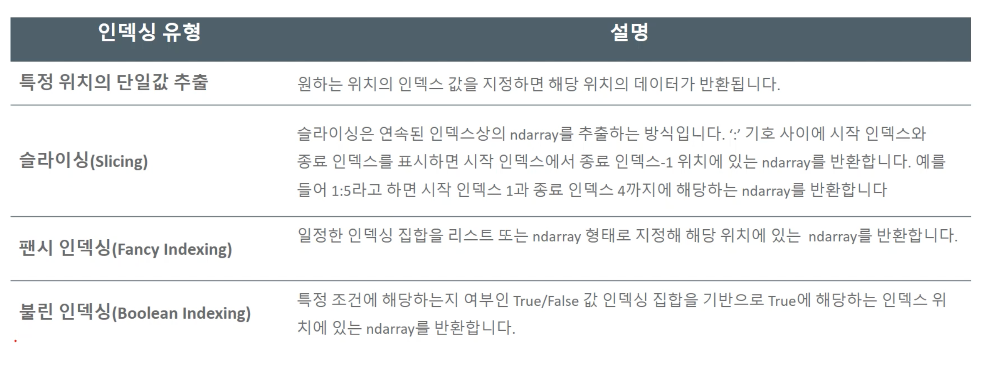 인덱싱 유형
설명
특정 위치의 단일값 추출
원하는 위치의 인덱스 값을 지정하면 해당 위치의 데이터가 반환됩니다.
슬라이싱(Slicing)
슬라이싱은 연속된 인덱스상의 ndarray를 추출하는 방식입니다. ‘:’ 기호 사이에 시작 인덱스와
종료 인덱스를 표시하면 시작 인덱스에서 종료 인덱스-1 위치에 있는 ndarray를 반환합니다. 예를
들어 1:5라고 하면 시작 인덱스 1과 종료 인덱스 4까지에 해당하는 ndarray를 반환합니다
팬시 인덱싱(Fancy Indexing)
일정한 인덱싱 집합을 리스트 또는 ndarray 형태로 지정해 해당 위치에 있는 ndarray를 반환합니다.
불린 인덱싱(Boolean Indexing)
특정 조건에 해당하는지 여부인 True/False 값 인덱싱 집합을 기반으로 True에 해당하는 인덱스 위
치에 있는 ndarray를 반환합니다.